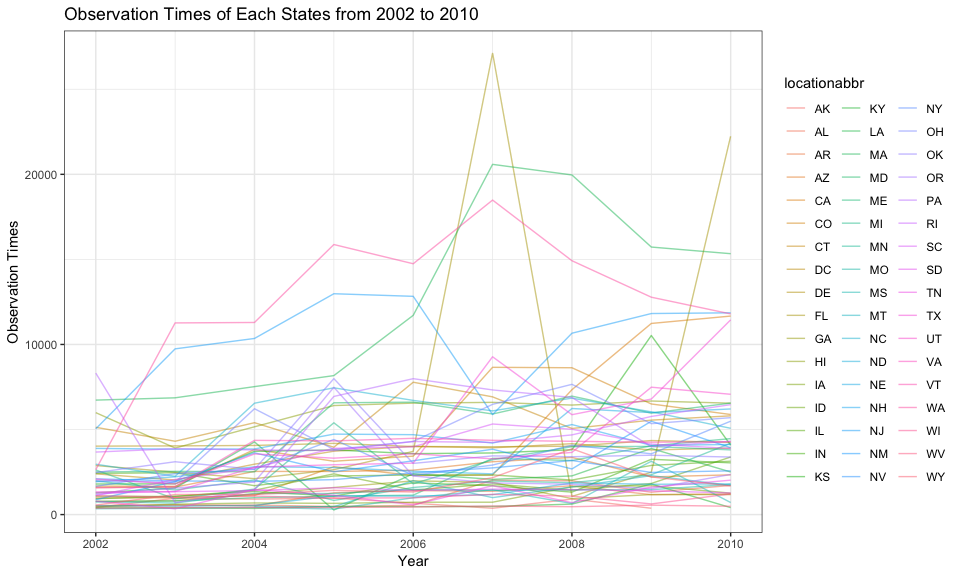 Observation Times of Each States from 2002 to 2010
Observation Times
20000
10000
0
2002 2004 2006 2008 2010
Year
locationabbr
AK KY NY
AL LA OH
AR MA OK
AZ MD OR
CA ME PA
CO MI RI
CT MN SC
DC MO SD
DE MS TN
FL MT TX
GA NC UT
HI ND VA
IA NE VT
ID NH WA
IL NJ WI
IN NM WV
KS NV WY